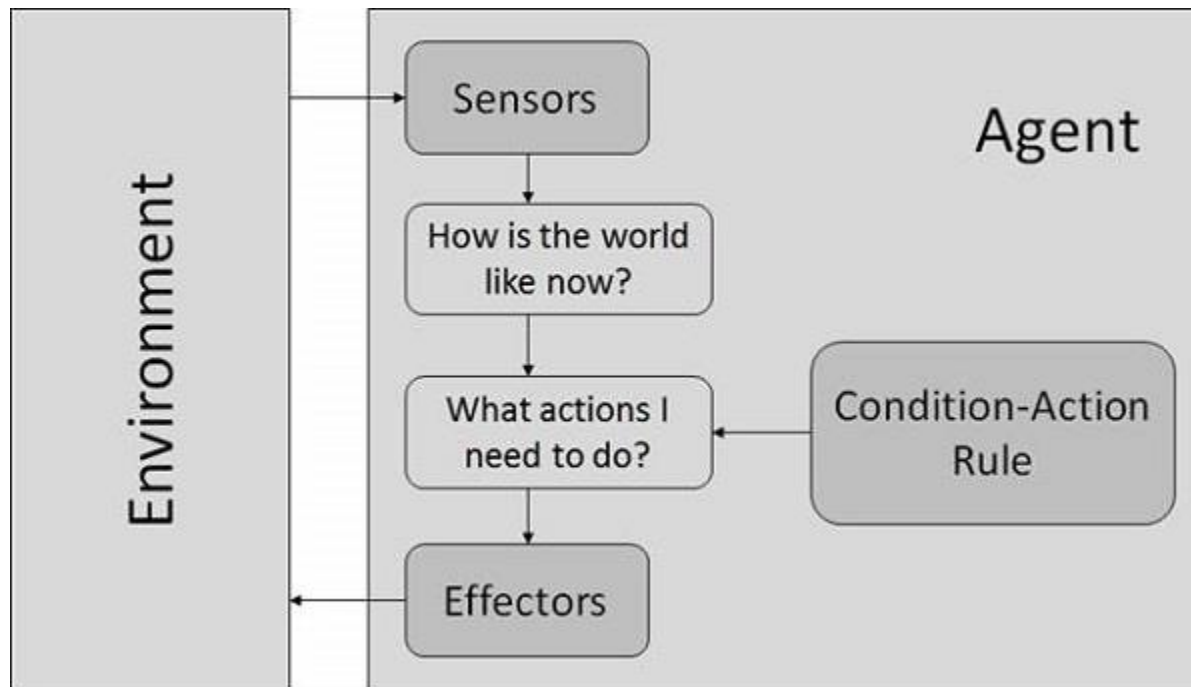 Environment
Sensors
Agent
How is the world
like now?
What actions I
need to do?
Condition-Action
Rule
Effectors